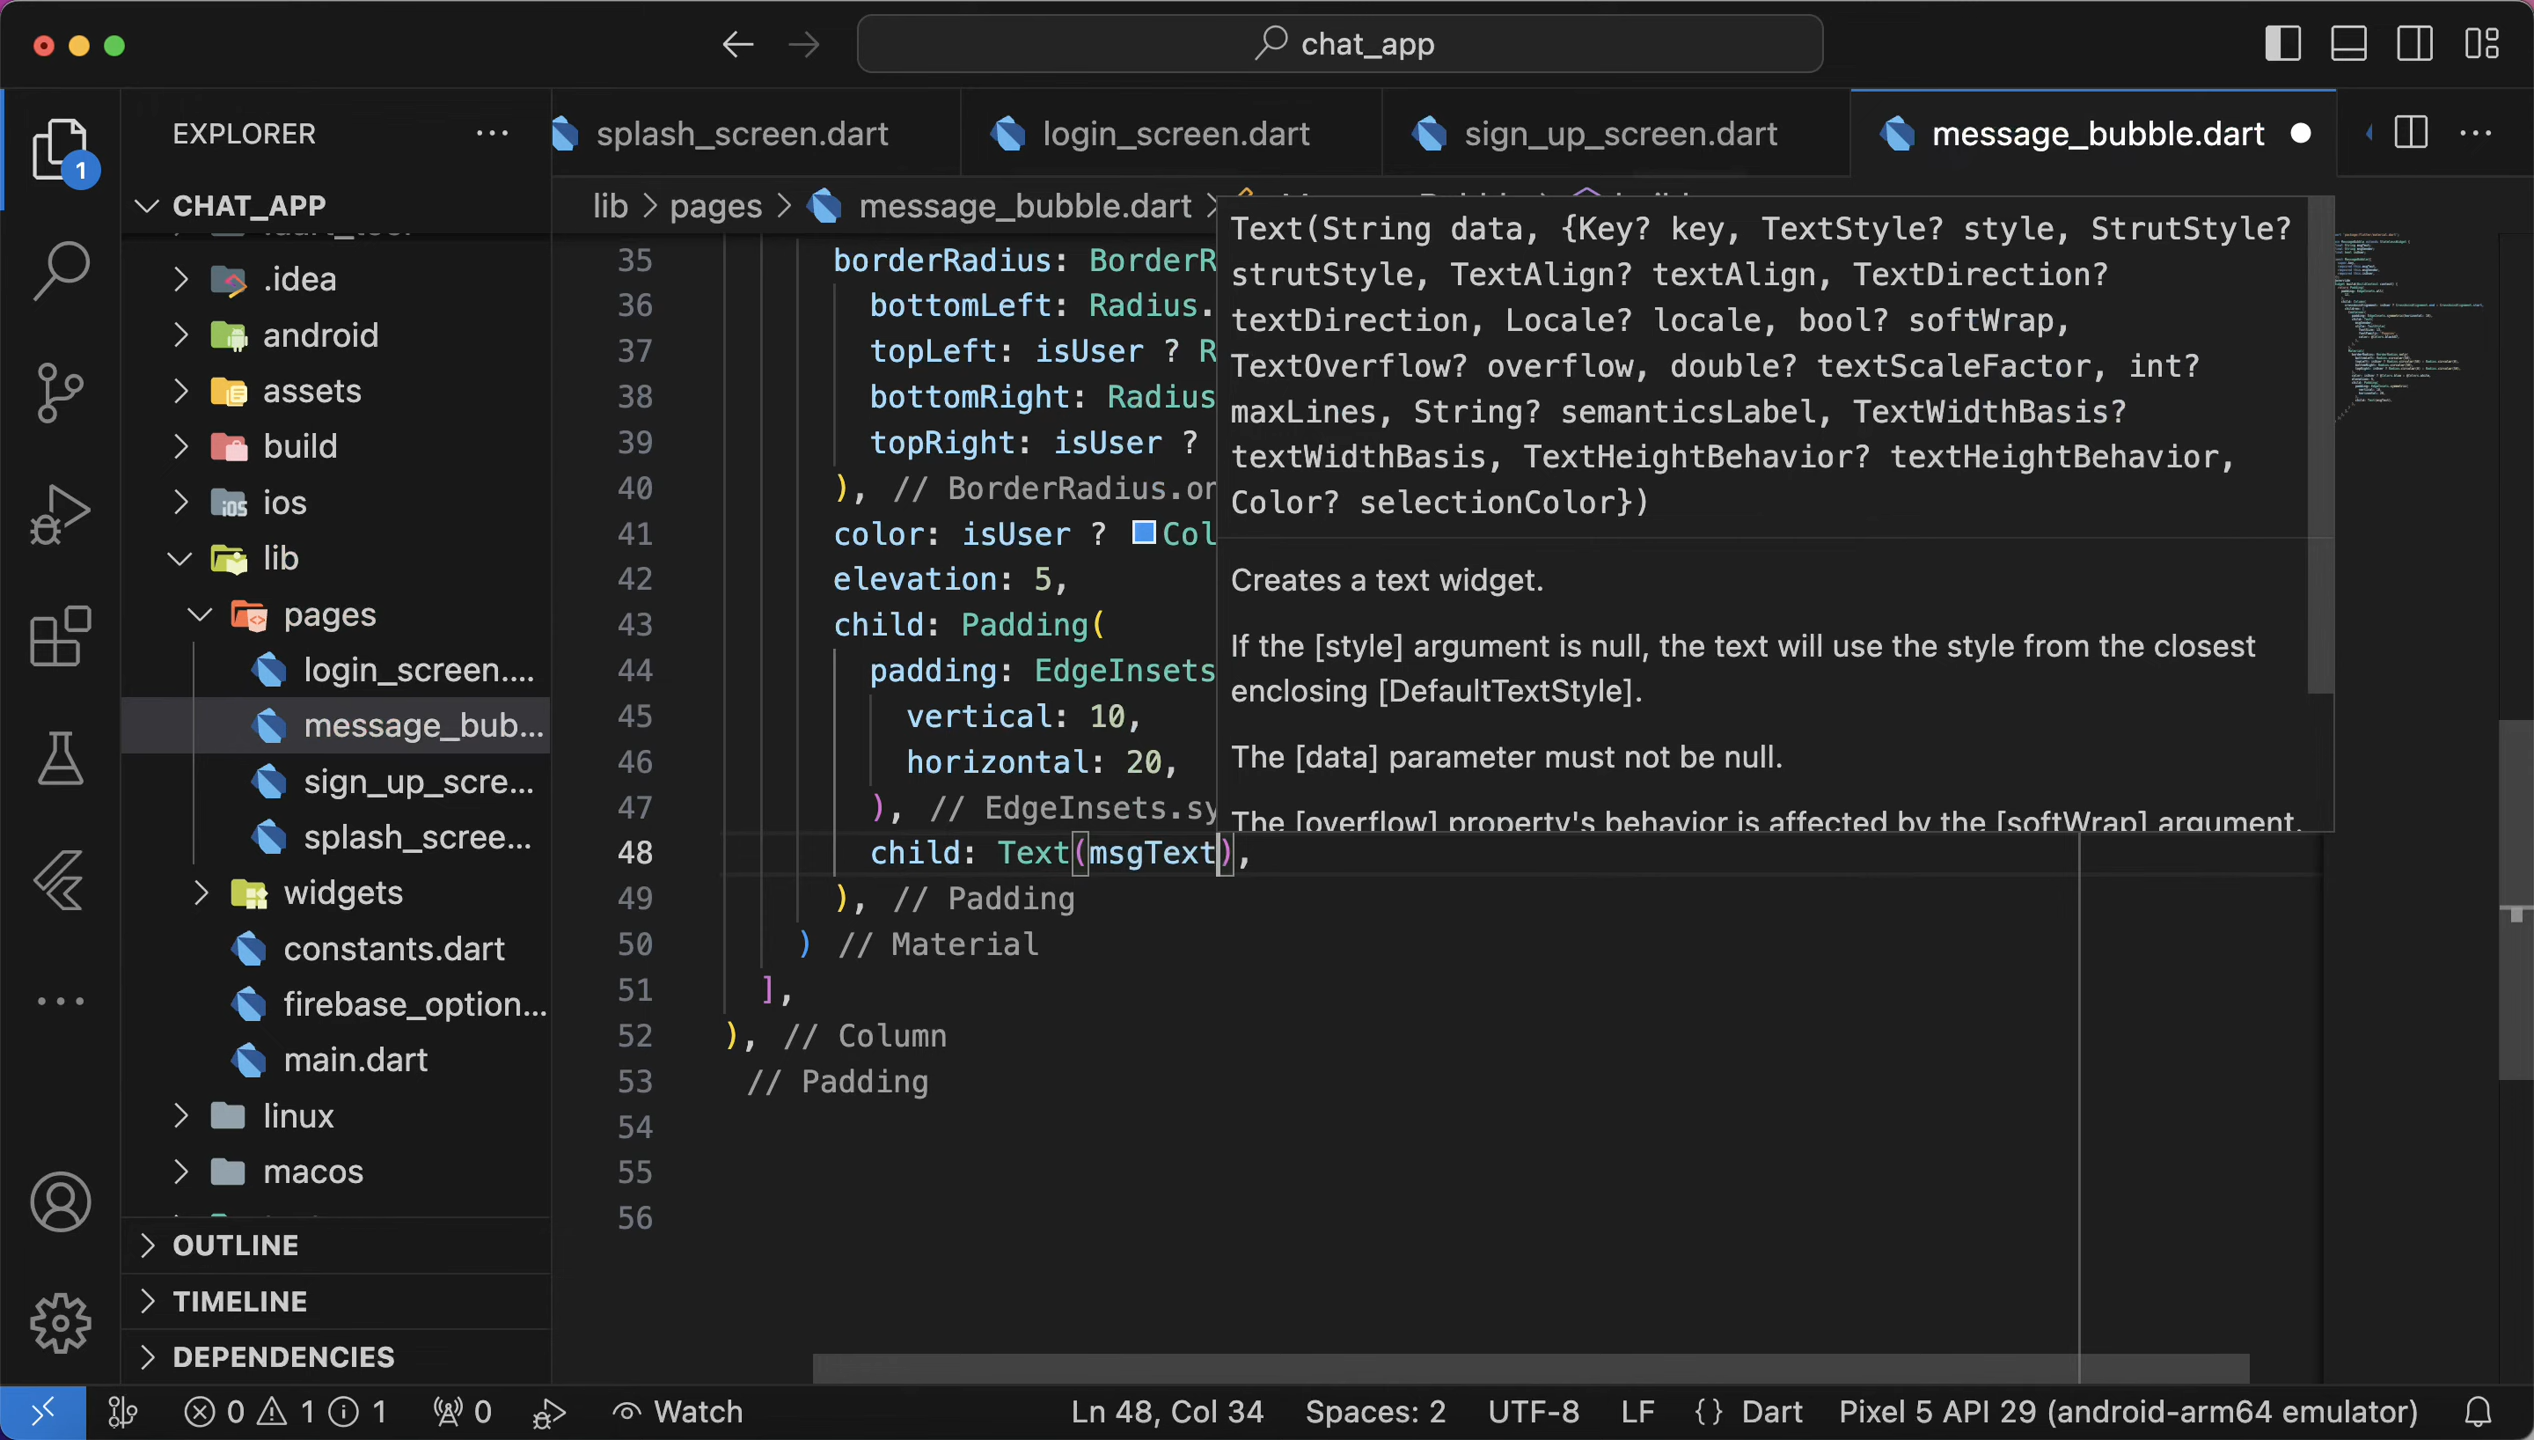 chat_app
EXPLORER
splash_screen.dart
login_screen.dart
sign_up_screen.dart
message_bubble.dart
1
CHAT_APP
.idea
android
assets
build
ios
lib
pages
login_screen....
message_bub...
sign_up_scre...
splash_scree...
widgets
constants.dart
firebase_option...
main.dart
linux
macos
OUTLINE
TIMELINE
DEPENDENCIES
lib > pages > message_bubble.dart >
35 borderRadius: BorderR
36 bottomLeft: Radius.
37 topLeft: isUser ? R
38 bottomRight: Radius
39 topRight: isUser ?
40 ), // BorderRadius.or
41 color: isUser ? Col
42 elevation: 5,
43 child: Padding(
44 padding: EdgeInsets
45 vertical: 10,
46 horizontal: 20,
47 ), // EdgeInsets.sy
48 child: Text(msgText),
49 ), // Padding
50 ) // Material
51 ],
52 ), // Column
53 // Padding
54
55
56
Text(String data, {Key? key, TextStyle? style, StrutStyle?
strutStyle, TextAlign? textAlign, TextDirection?
textDirection, Locale? locale, bool? softWrap,
TextOverflow? overflow, double? textScaleFactor, int?
maxLines, String? semanticsLabel, TextWidthBasis?
textWidthBasis, TextHeightBehavior? textHeightBehavior,
Color? selectionColor})
Creates a text widget.
If the [style] argument is null, the text will use the style from the closest
enclosing [DefaultTextStyle].
The [data] parameter must not be null.
The [overflow] property's behavior is affected by the [softWrap] argument.
0 1 1 0 Watch Ln 48, Col 34 Spaces: 2 UTF-8 LF {} Dart Pixel 5 API 29 (android-arm64 emulator)